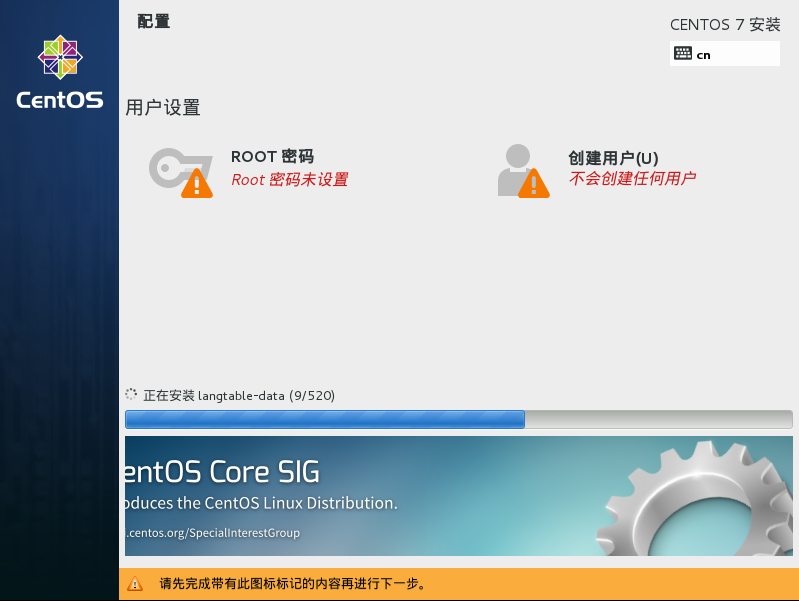 配置
CENTOS 7 安装
cn
CentOS
用户设置
ROOT 密码
Root 密码未设置
创建用户(U)
不会创建任何用户
正在安装 langtable-data (9/520)
entOS Core SIG
oduces the CentOS Linux Distribution.
.centos.org/SpecialInterestGroup
请先完成带有此图标标记的内容再进行下一步。